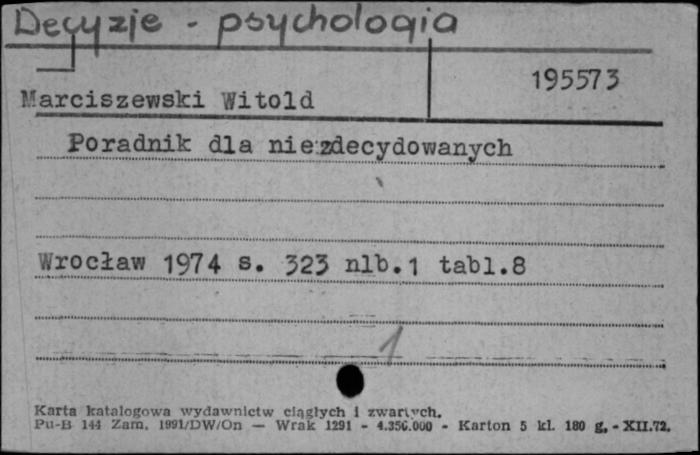 Decyzje - psychologia
195573
Marciszewski Witold
Poradnik dla niezdecydowanych
Wrocław 1974 s. 323 nlb.1 tabl.8
1
Karta katalogowa wydawnictw ciągłych i zwartych.
Pu-B 144 Zam. 1991/DW/On — Wrak 1291 - 4.350.000 - Karton 5 kl. 180 g. - XII.72.